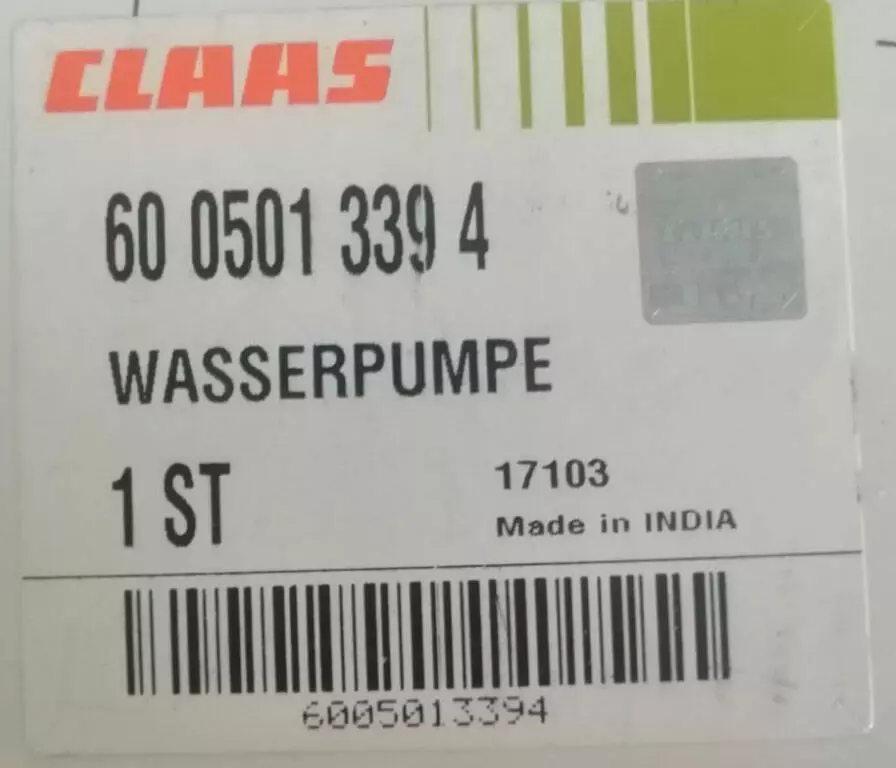 CLAAS
60 0501 339 4
WASSERPUMPE
1 ST
17103
Made in INDIA
6005013394